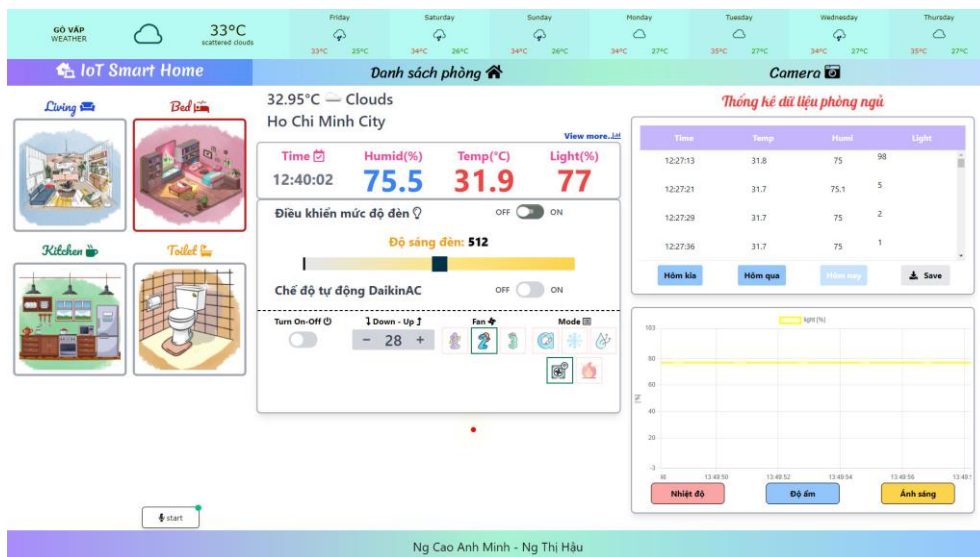 GÒ VẤP
WEATHER
33°C
scattered clouds
Friday
33°C 25°C
Saturday
34°C 26°C
Sunday
34°C 26°C
Monday
34°C 27°C
Tuesday
35°C 27°C
Wednesday
34°C 27°C
Thursday
35°C 27°C
IoT Smart Home
Danh sách phòng
Camera
Living
Bed
Kitchen
Toilet
start
32.95°C Clouds
Ho Chi Minh City
View more..
Time Humid(%) Temp(°C) Light(%)
12:40:02 75.5 31.9 77
Điều khiển mức độ đèn OFF ON
Độ sáng đèn: 512
Chế độ tự động DaikinAC OFF ON
Turn On-Off Down - Up Fan Mode
- 28 +
1 2 3
Thống kê dữ liệu phòng ngủ
Time Temp Humi Light
12:27:13 31.8 75 98
12:27:21 31.7 75.1 5
12:27:29 31.7 75 2
12:27:36 31.7 75 1
Hôm kia Hôm qua Hôm nay Save
light (%)
103
80
60
40
20
-3
(%)
13:49:50 13:49:52 13:49:54 13:49:56
Nhiệt độ Độ ẩm Ánh sáng
Ng Cao Anh Minh - Ng Thị Hậu